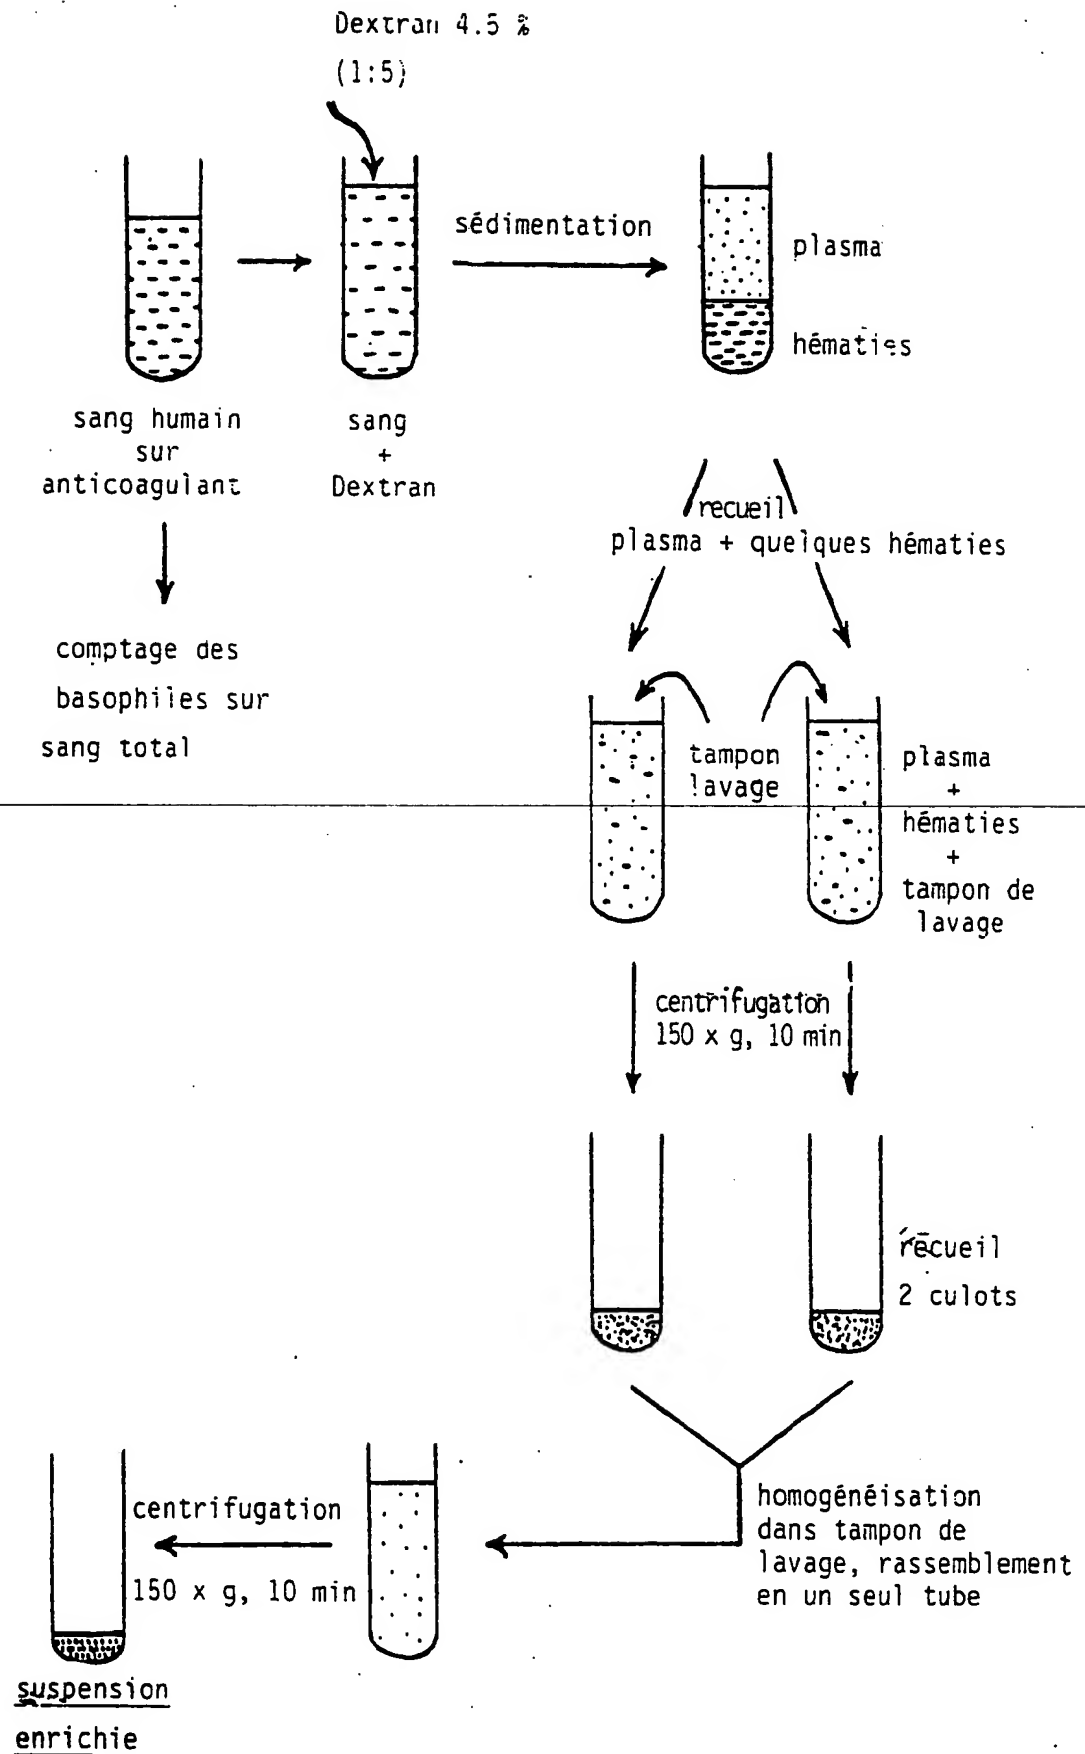 Dextran 4.5 %
(1:5)
sédimentation
plasma
hématies
sang humain
sur
anticoagulant
sang
+
Dextran
recueil
plasma + quelques hématies
comptage des
basophiles sur
sang total
tampon
lavage
plasma
+
hématies
+
tampon de
lavage
centrifugation
150 x g, 10 min
récueil
2 culots
homogénéisation
dans tampon de
lavage, rassemblement
en un seul tube
centrifugation
150 x g, 10 min
suspension
enrichie